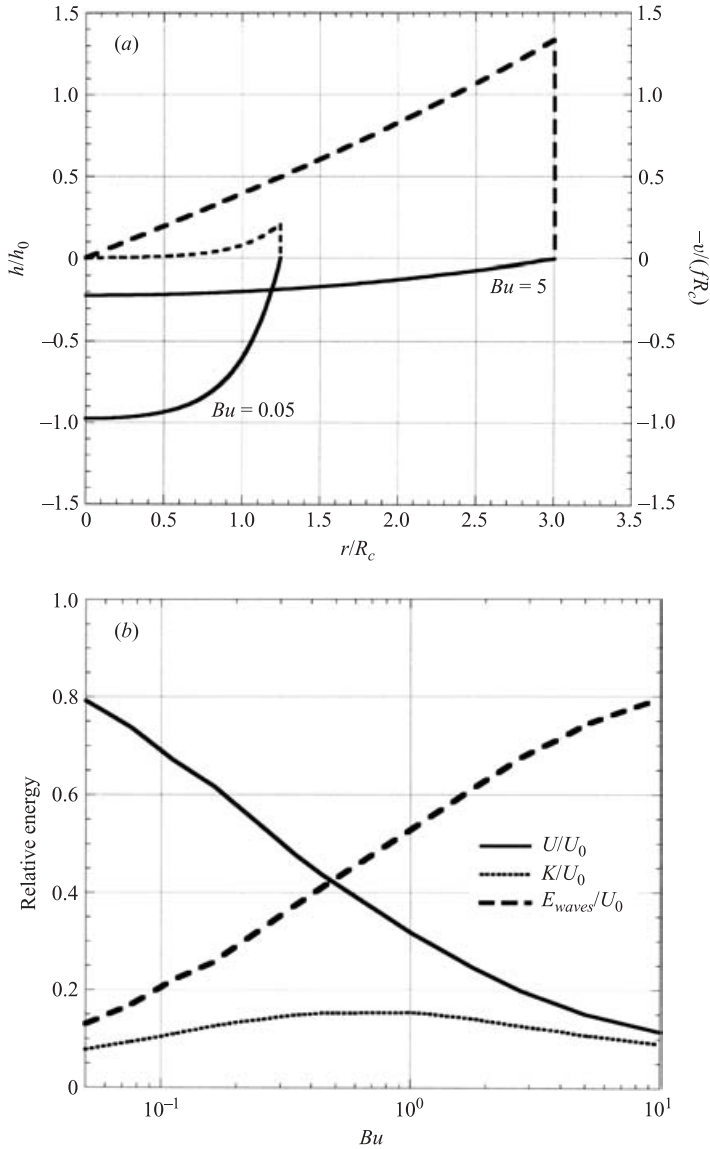 1.5
1.5
(a)
1.0
1.0
0.5
0.5
h/h0
0
0
–v/(fRc)
Bu = 5
–0.5
–0.5
Bu = 0.05
–1.0
–1.0
–1.5
–1.5
0
0.5
1.0
1.5
2.0
2.5
3.0
3.5
r/Rc
1.0
(b)
0.8
0.6
Relative energy
U/U0
K/U0
Ewaves/U0
0.4
0.2
0
10–1
100
101
Bu